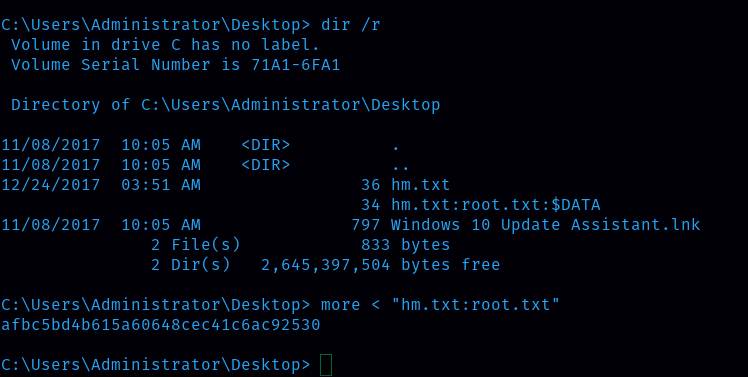 C:\Users\Administrator\Desktop> dir /r
 Volume in drive C has no label.
 Volume Serial Number is 71A1-6FA1

 Directory of C:\Users\Administrator\Desktop

11/08/2017  10:05 AM    <DIR>          .
11/08/2017  10:05 AM    <DIR>          ..
12/24/2017  03:51 AM                36 hm.txt
                                    34 hm.txt:root.txt:$DATA
11/08/2017  10:05 AM               797 Windows 10 Update Assistant.lnk
               2 File(s)            833 bytes
               2 Dir(s)   2,645,397,504 bytes free

C:\Users\Administrator\Desktop> more < "hm.txt:root.txt"
afbc5bd4b615a60648cec41c6ac92530

C:\Users\Administrator\Desktop>